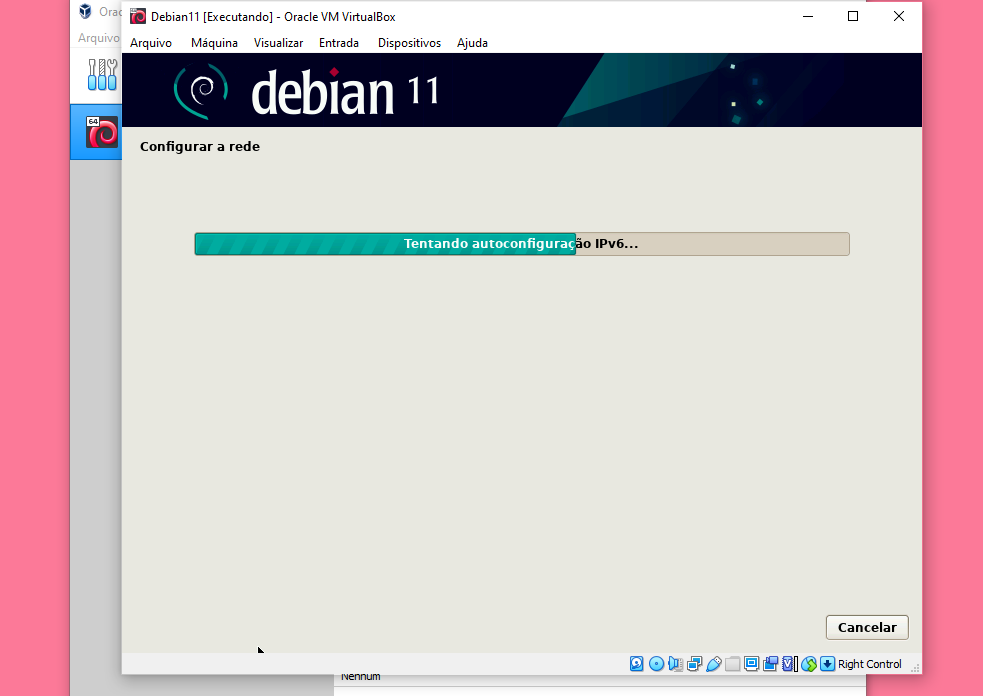 Orac
Arquivo
Debian11 [Executando] - Oracle VM VirtualBox
Arquivo Máquina Visualizar Entrada Dispositivos Ajuda
64
debian 11
Configurar a rede
Tentando autoconfiguração IPv6...
Cancelar
Right Control
Nenhum